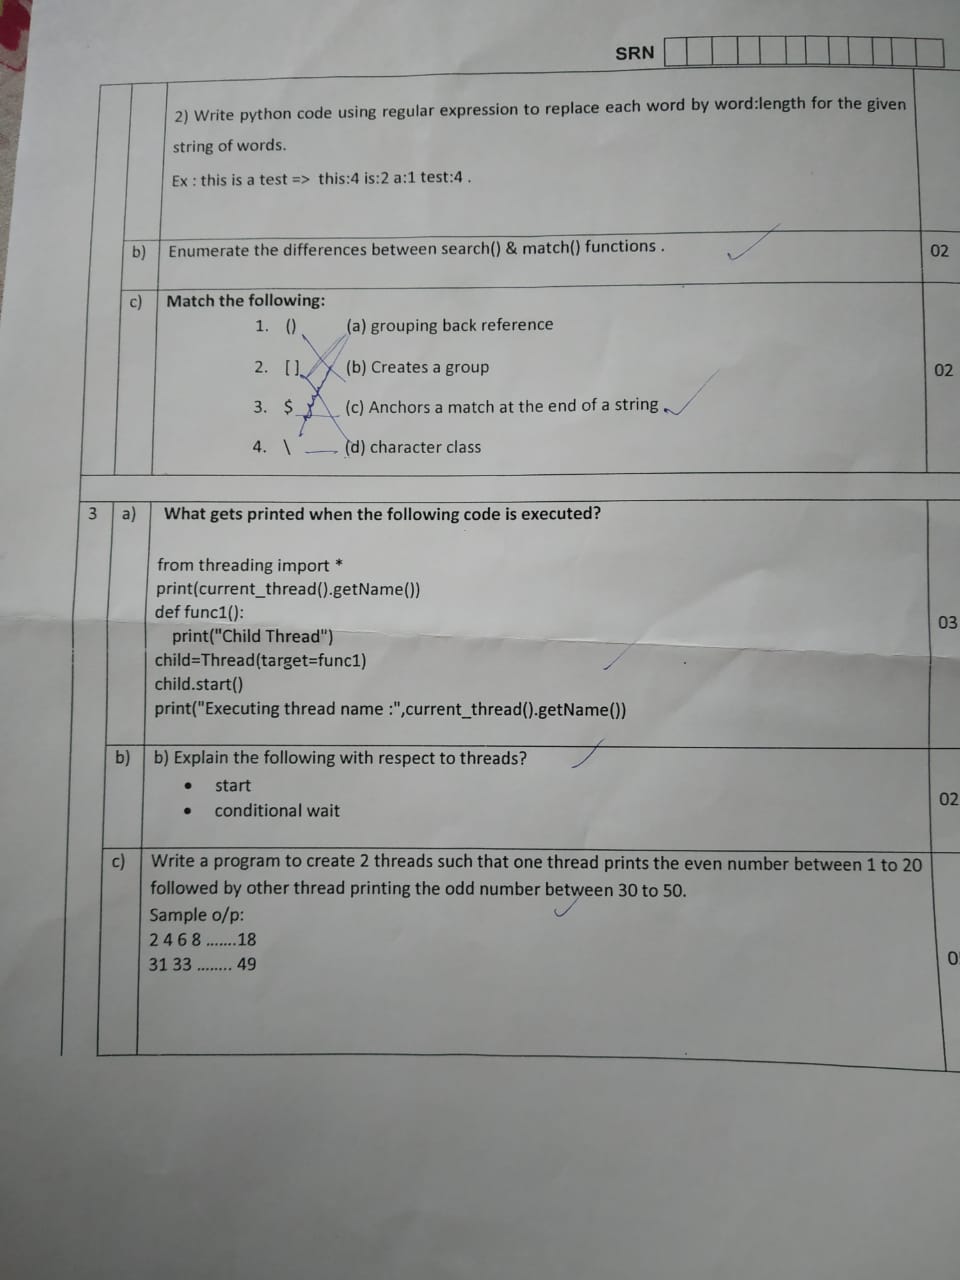 SRN
2) Write python code using regular expression to replace each word by word:length for the given
string of words.
Ex : this is a test => this:4 is:2 a:1 test:4 .
b) Enumerate the differences between search() & match() functions . 02
c) Match the following: 02
1. () (a) grouping back reference
2. [ ] (b) Creates a group
3. $ (c) Anchors a match at the end of a string
4. \ (d) character class
3 a) What gets printed when the following code is executed? 03
from threading import *
print(current_thread().getName())
def func1():
print("Child Thread")
child=Thread(target=func1)
child.start()
print("Executing thread name :",current_thread().getName())
b) b) Explain the following with respect to threads? 02
• start
• conditional wait
c) Write a program to create 2 threads such that one thread prints the even number between 1 to 20
followed by other thread printing the odd number between 30 to 50.
Sample o/p:
2 4 6 8 .......18
31 33 ........ 49